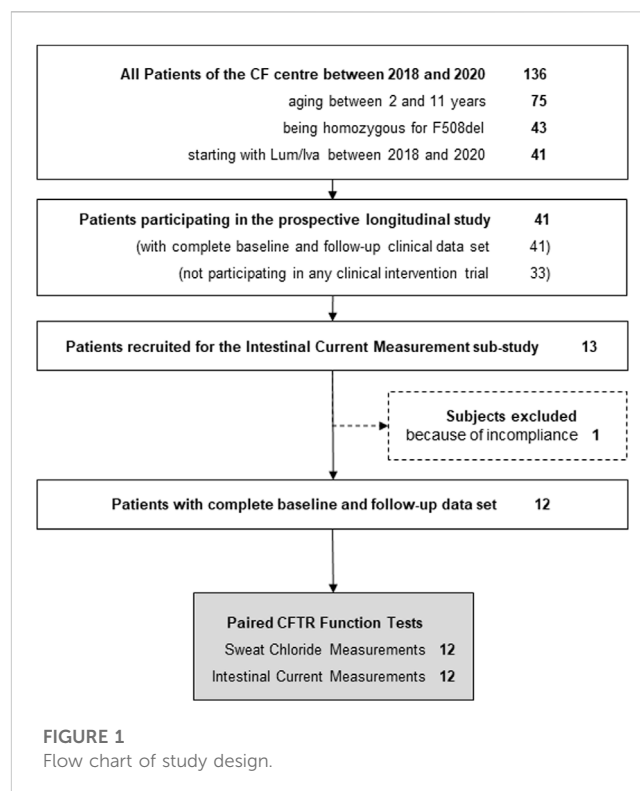 All Patients of the CF centre between 2018 and 2020 136
aging between 2 and 11 years 75
being homozygous for F508del 43
starting with Lum/Iva between 2018 and 2020 41
Patients participating in the prospective longitudinal study 41
(with complete baseline and follow-up clinical data set 41)
(not participating in any clinical intervention trial 33)
Patients recruited for the Intestinal Current Measurement sub-study 13
Subjects excluded
because of incompliance 1
Patients with complete baseline and follow-up data set 12
Paired CFTR Function Tests
Sweat Chloride Measurements 12
Intestinal Current Measurements 12
FIGURE 1
Flow chart of study design.